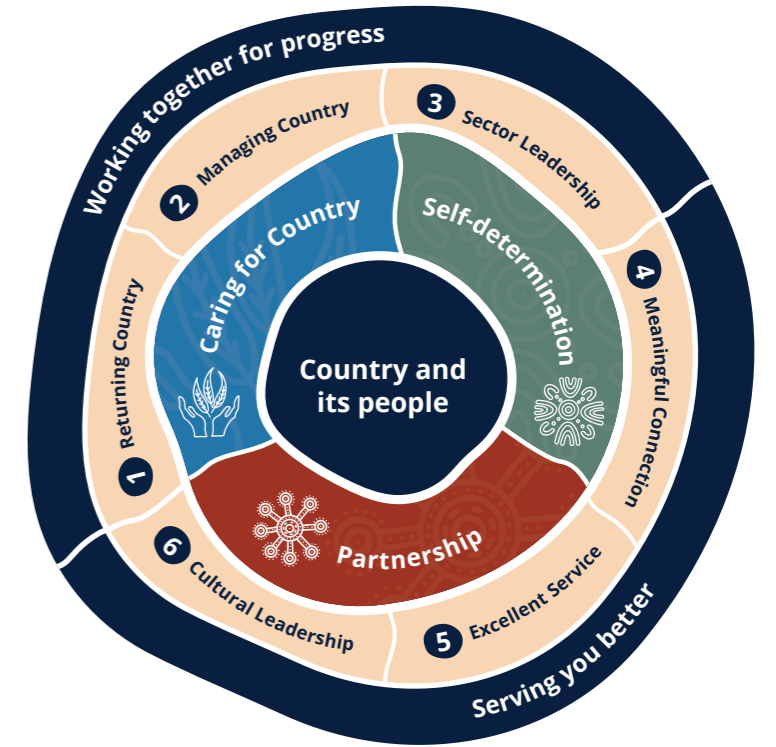 Working together for progress
1 Returning Country
2 Managing Country
3 Sector Leadership
4 Meaningful Connection
5 Excellent Service
6 Cultural Leadership
Serving you better
Caring for Country
Self-determination
Partnership
Country and
its people